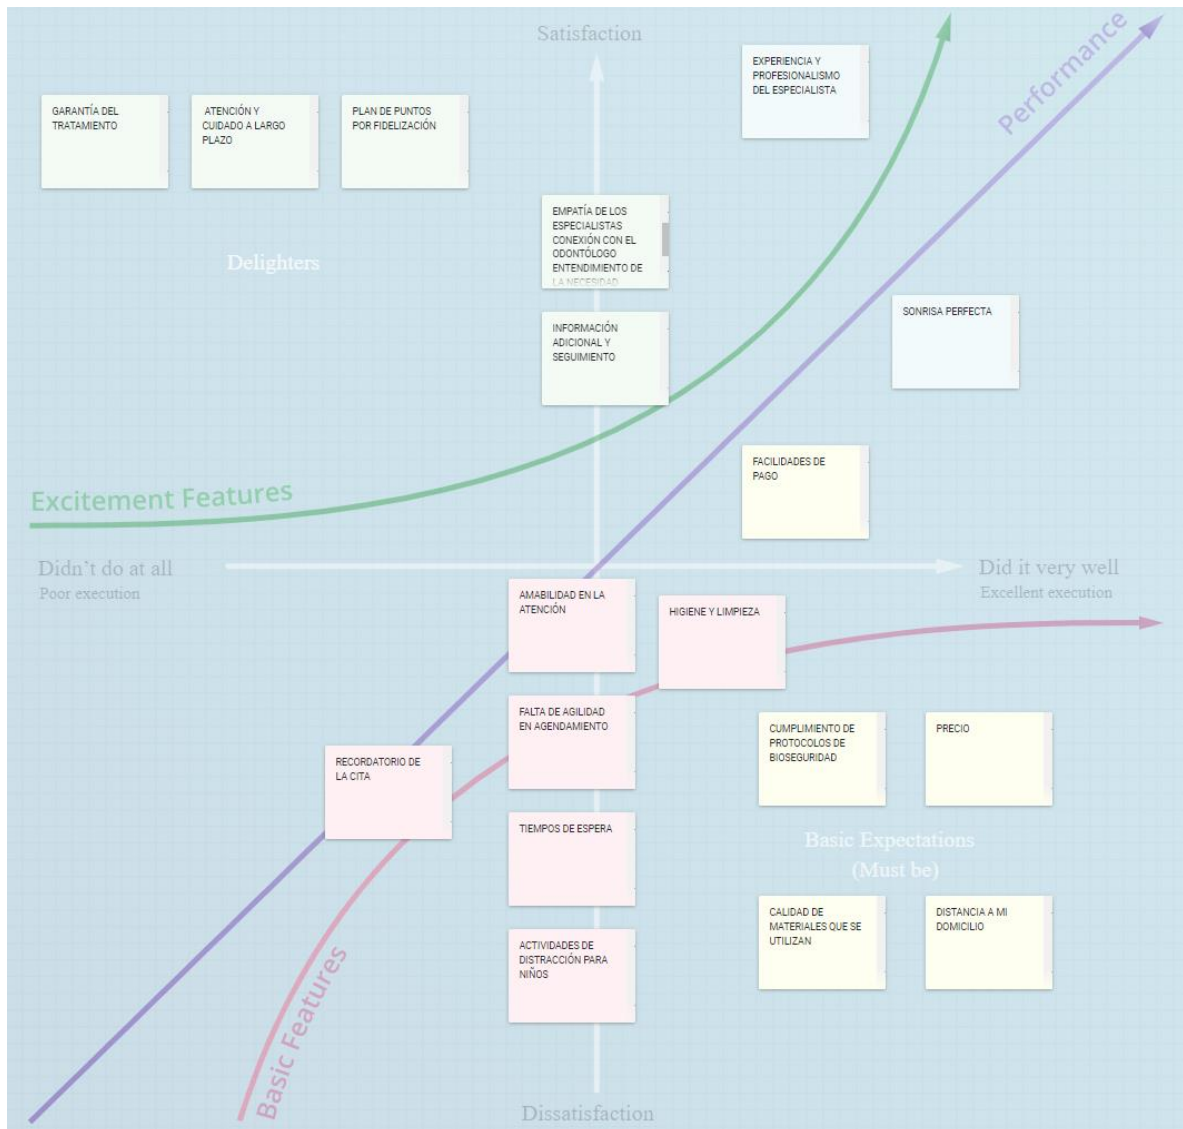 Satisfaction
EXPERIENCIA Y
PROFESIONALISMO
DEL ESPECIALISTA
Performance
GARANTÍA DEL
TRATAMIENTO
ATENCIÓN Y
CUIDADO A LARGO
PLAZO
PLAN DE PUNTOS
POR FIDELIZACIÓN
EMPATÍA DE LOS
ESPECIALISTAS
CONEXIÓN CON EL
ODONTÓLOGO
ENTENDIMIENTO DE
LA NECESIDAD
Delighters
SONRISA PERFECTA
INFORMACIÓN
ADICIONAL Y
SEGUIMIENTO
FACILIDADES DE
PAGO
Excitement Features
Didn't do at all
Poor execution
Did it very well
Excellent execution
AMABILIDAD EN LA
ATENCIÓN
HIGIENE Y LIMPIEZA
FALTA DE AGILIDAD
EN AGENDAMIENTO
CUMPLIMIENTO DE
PROTOCOLOS DE
BIOSEGURIDAD
PRECIO
RECORDATORIO DE
LA CITA
TIEMPOS DE ESPERA
Basic Expectations
(Must be)
CALIDAD DE
MATERIALES QUE SE
UTILIZAN
DISTANCIA A MI
DOMICILIO
ACTIVIDADES DE
DISTRACCIÓN PARA
NIÑOS
Basic Features
Dissatisfaction